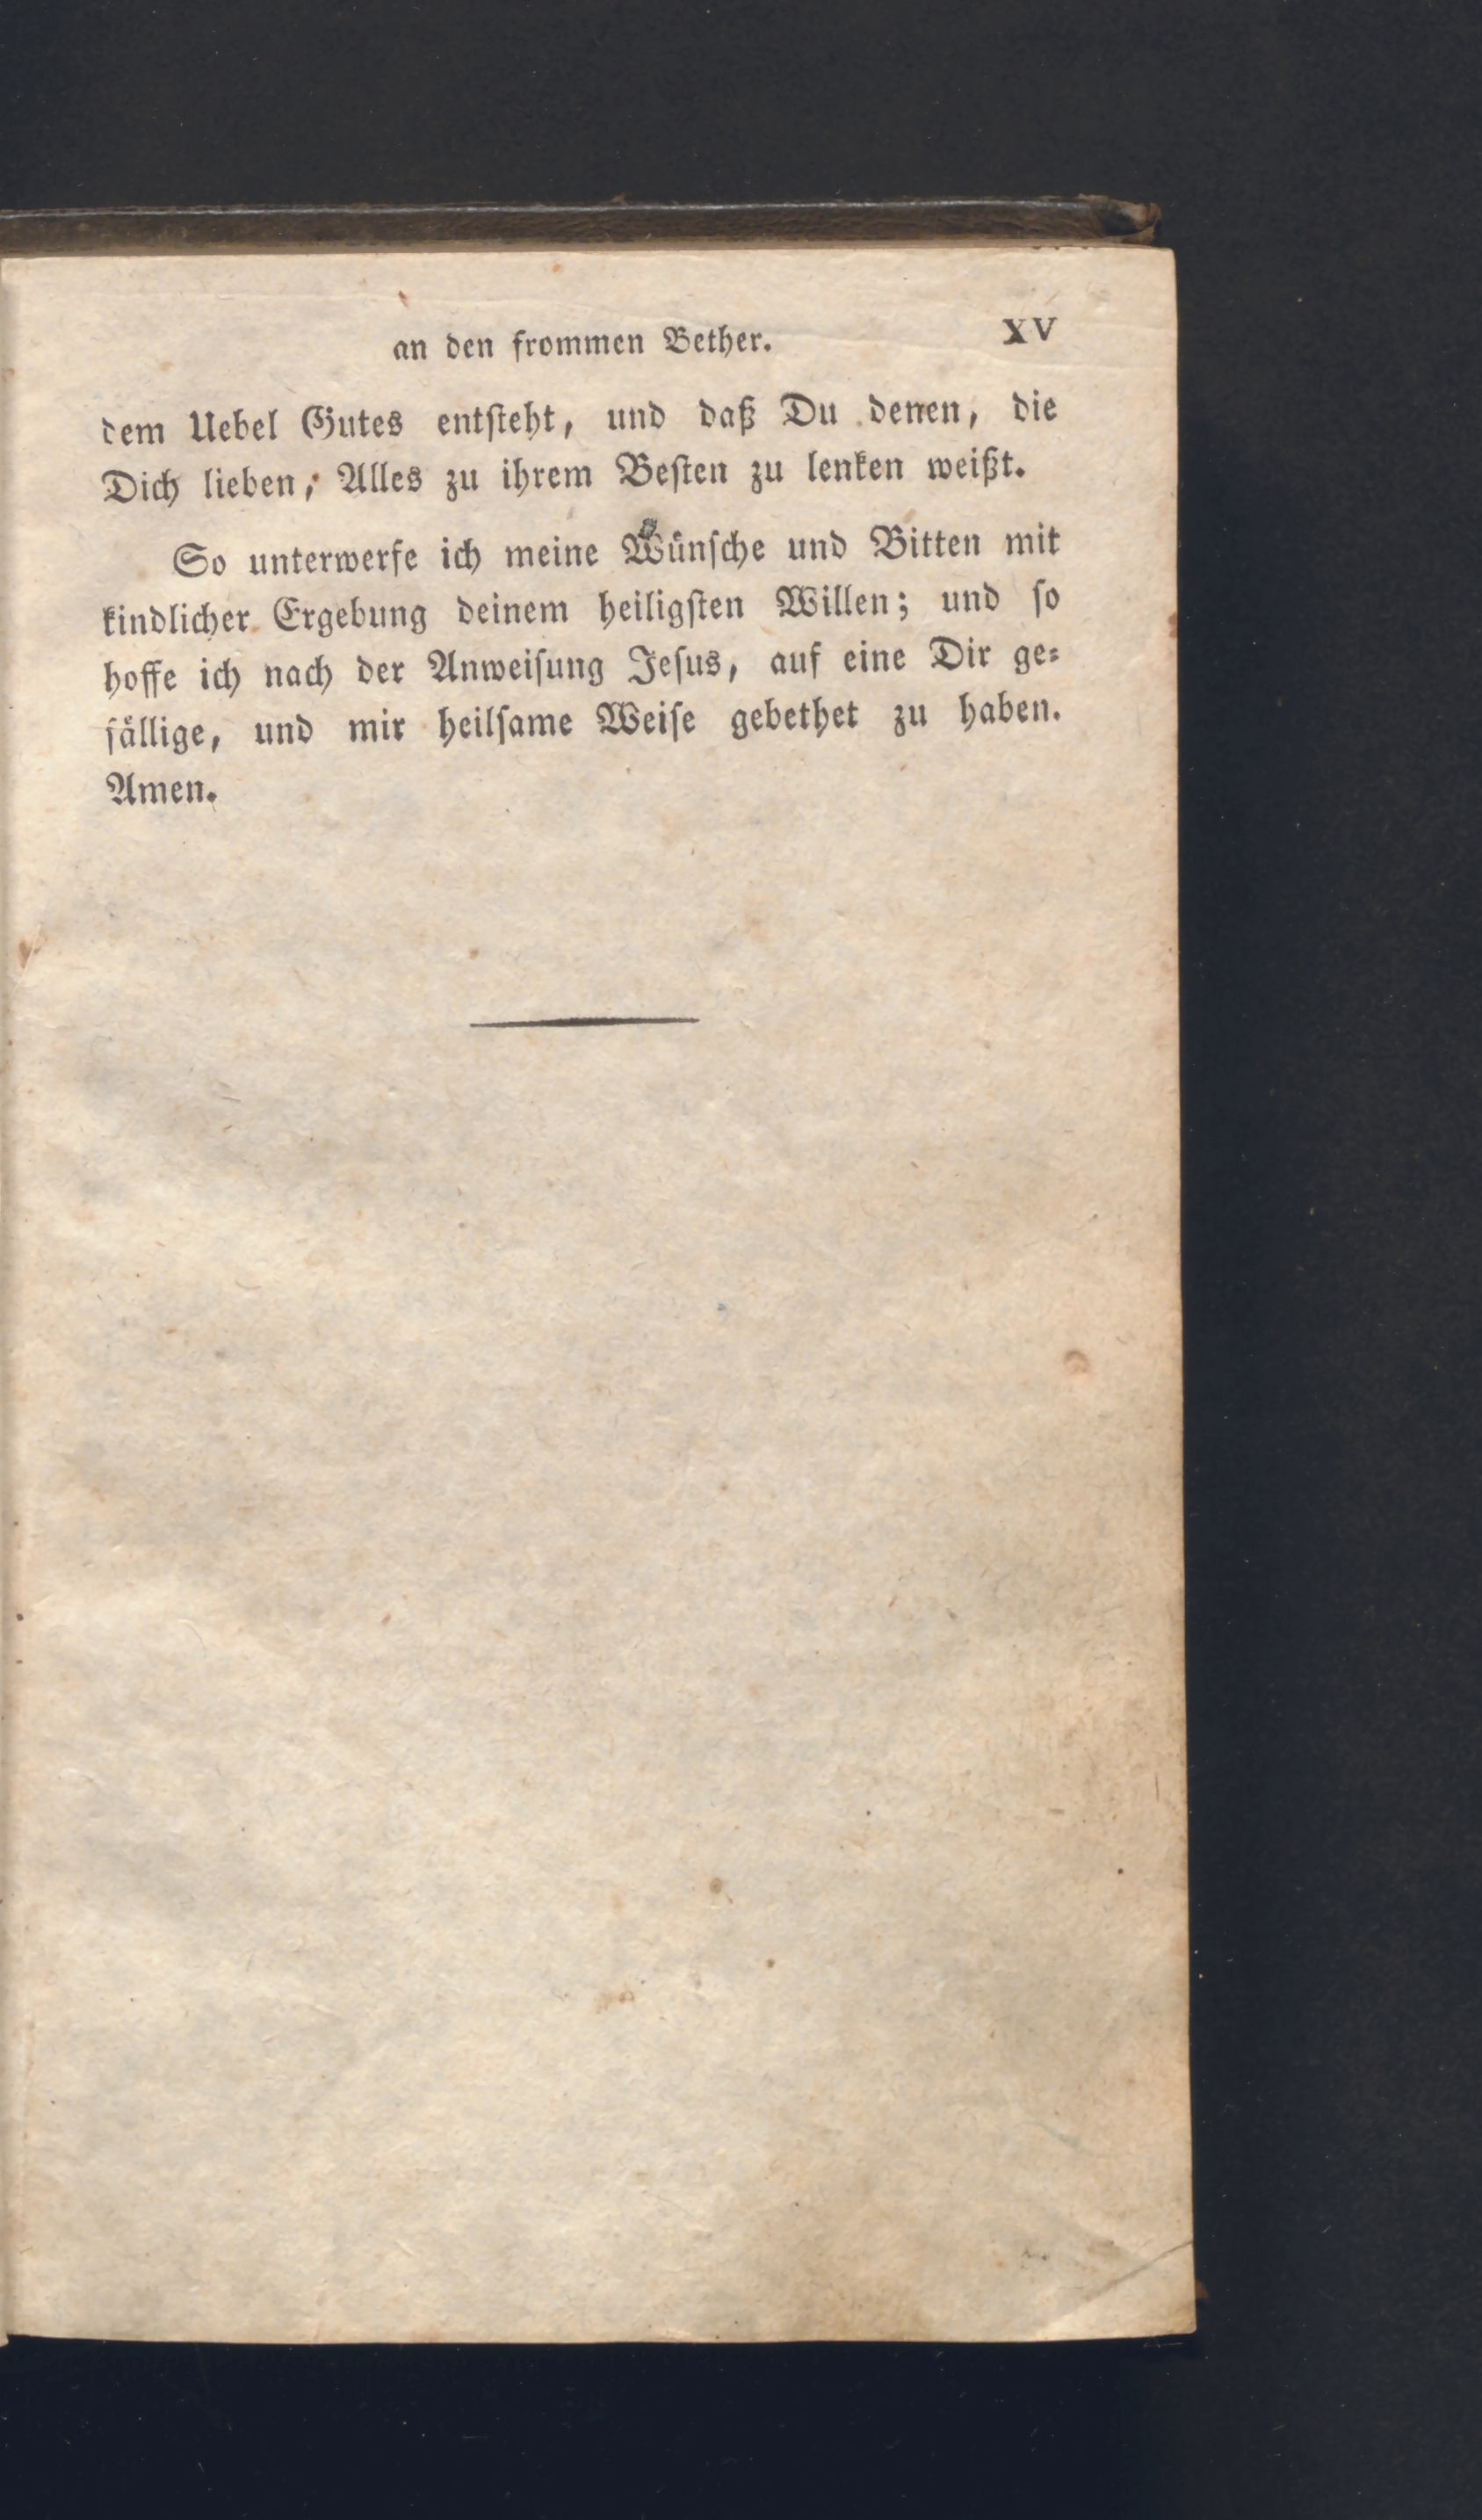 an den frommen Bether. XV
dem Uebel Gutes entsteht, und daß Du denen, die
Dich lieben, Alles zu ihrem Besten zu lenken weißt.
So unterwerfe ich meine Wünsche und Bitten mit
kindlicher Ergebung deinem heiligsten Willen; und so
hoffe ich nach der Anweisung Jesus, auf eine Dir ge-
fällige, und mir heilsame Weise gebethet zu haben.
Amen.